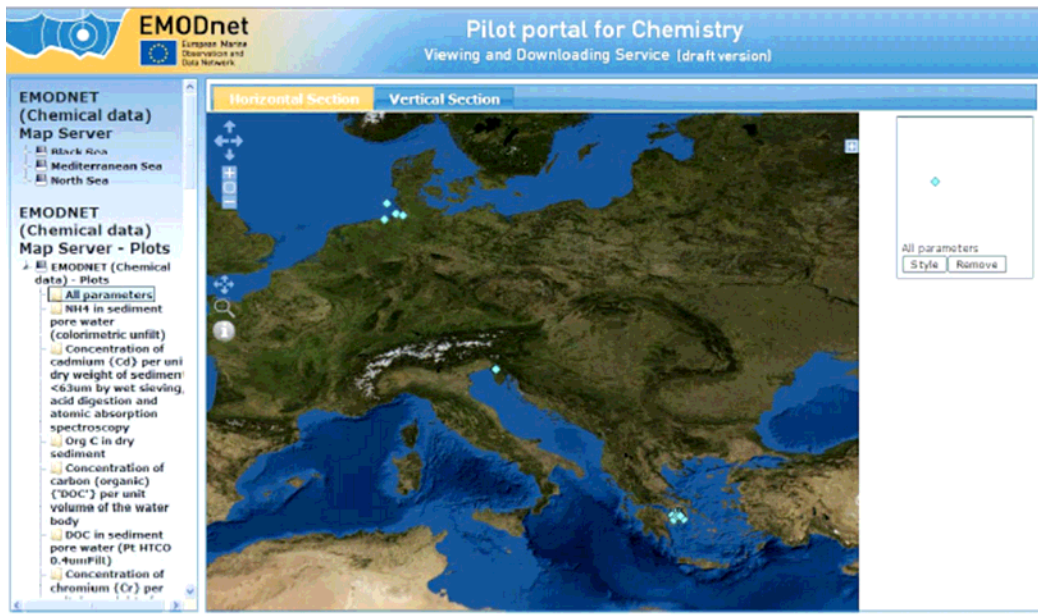 EMODnet
European Marine
Observation and
Data Network
Pilot portal for Chemistry
Viewing and Downloading Service (draft version)
EMODNET
(Chemical data)
Map Server
Black Sea
Mediterranean Sea
North Sea
EMODNET
(Chemical data)
Map Server - Plots
EMODNET (Chemical
data) - Plots
All parameters
NH4 in sediment
pore water
(colorimetric unfilt)
Concentration of
cadmium {Cd} per uni
dry weight of sediment
<63um by wet sieving,
acid digestion and
atomic absorption
spectroscopy
Org C in dry
sediment
Concentration of
carbon (organic)
{"DOC"} per unit
volume of the water
body
DOC in sediment
pore water (Pt HTCO
0.4umFilt)
Concentration of
chromium {Cr} per
Horizontal Section
Vertical Section
All parameters
Style
Remove